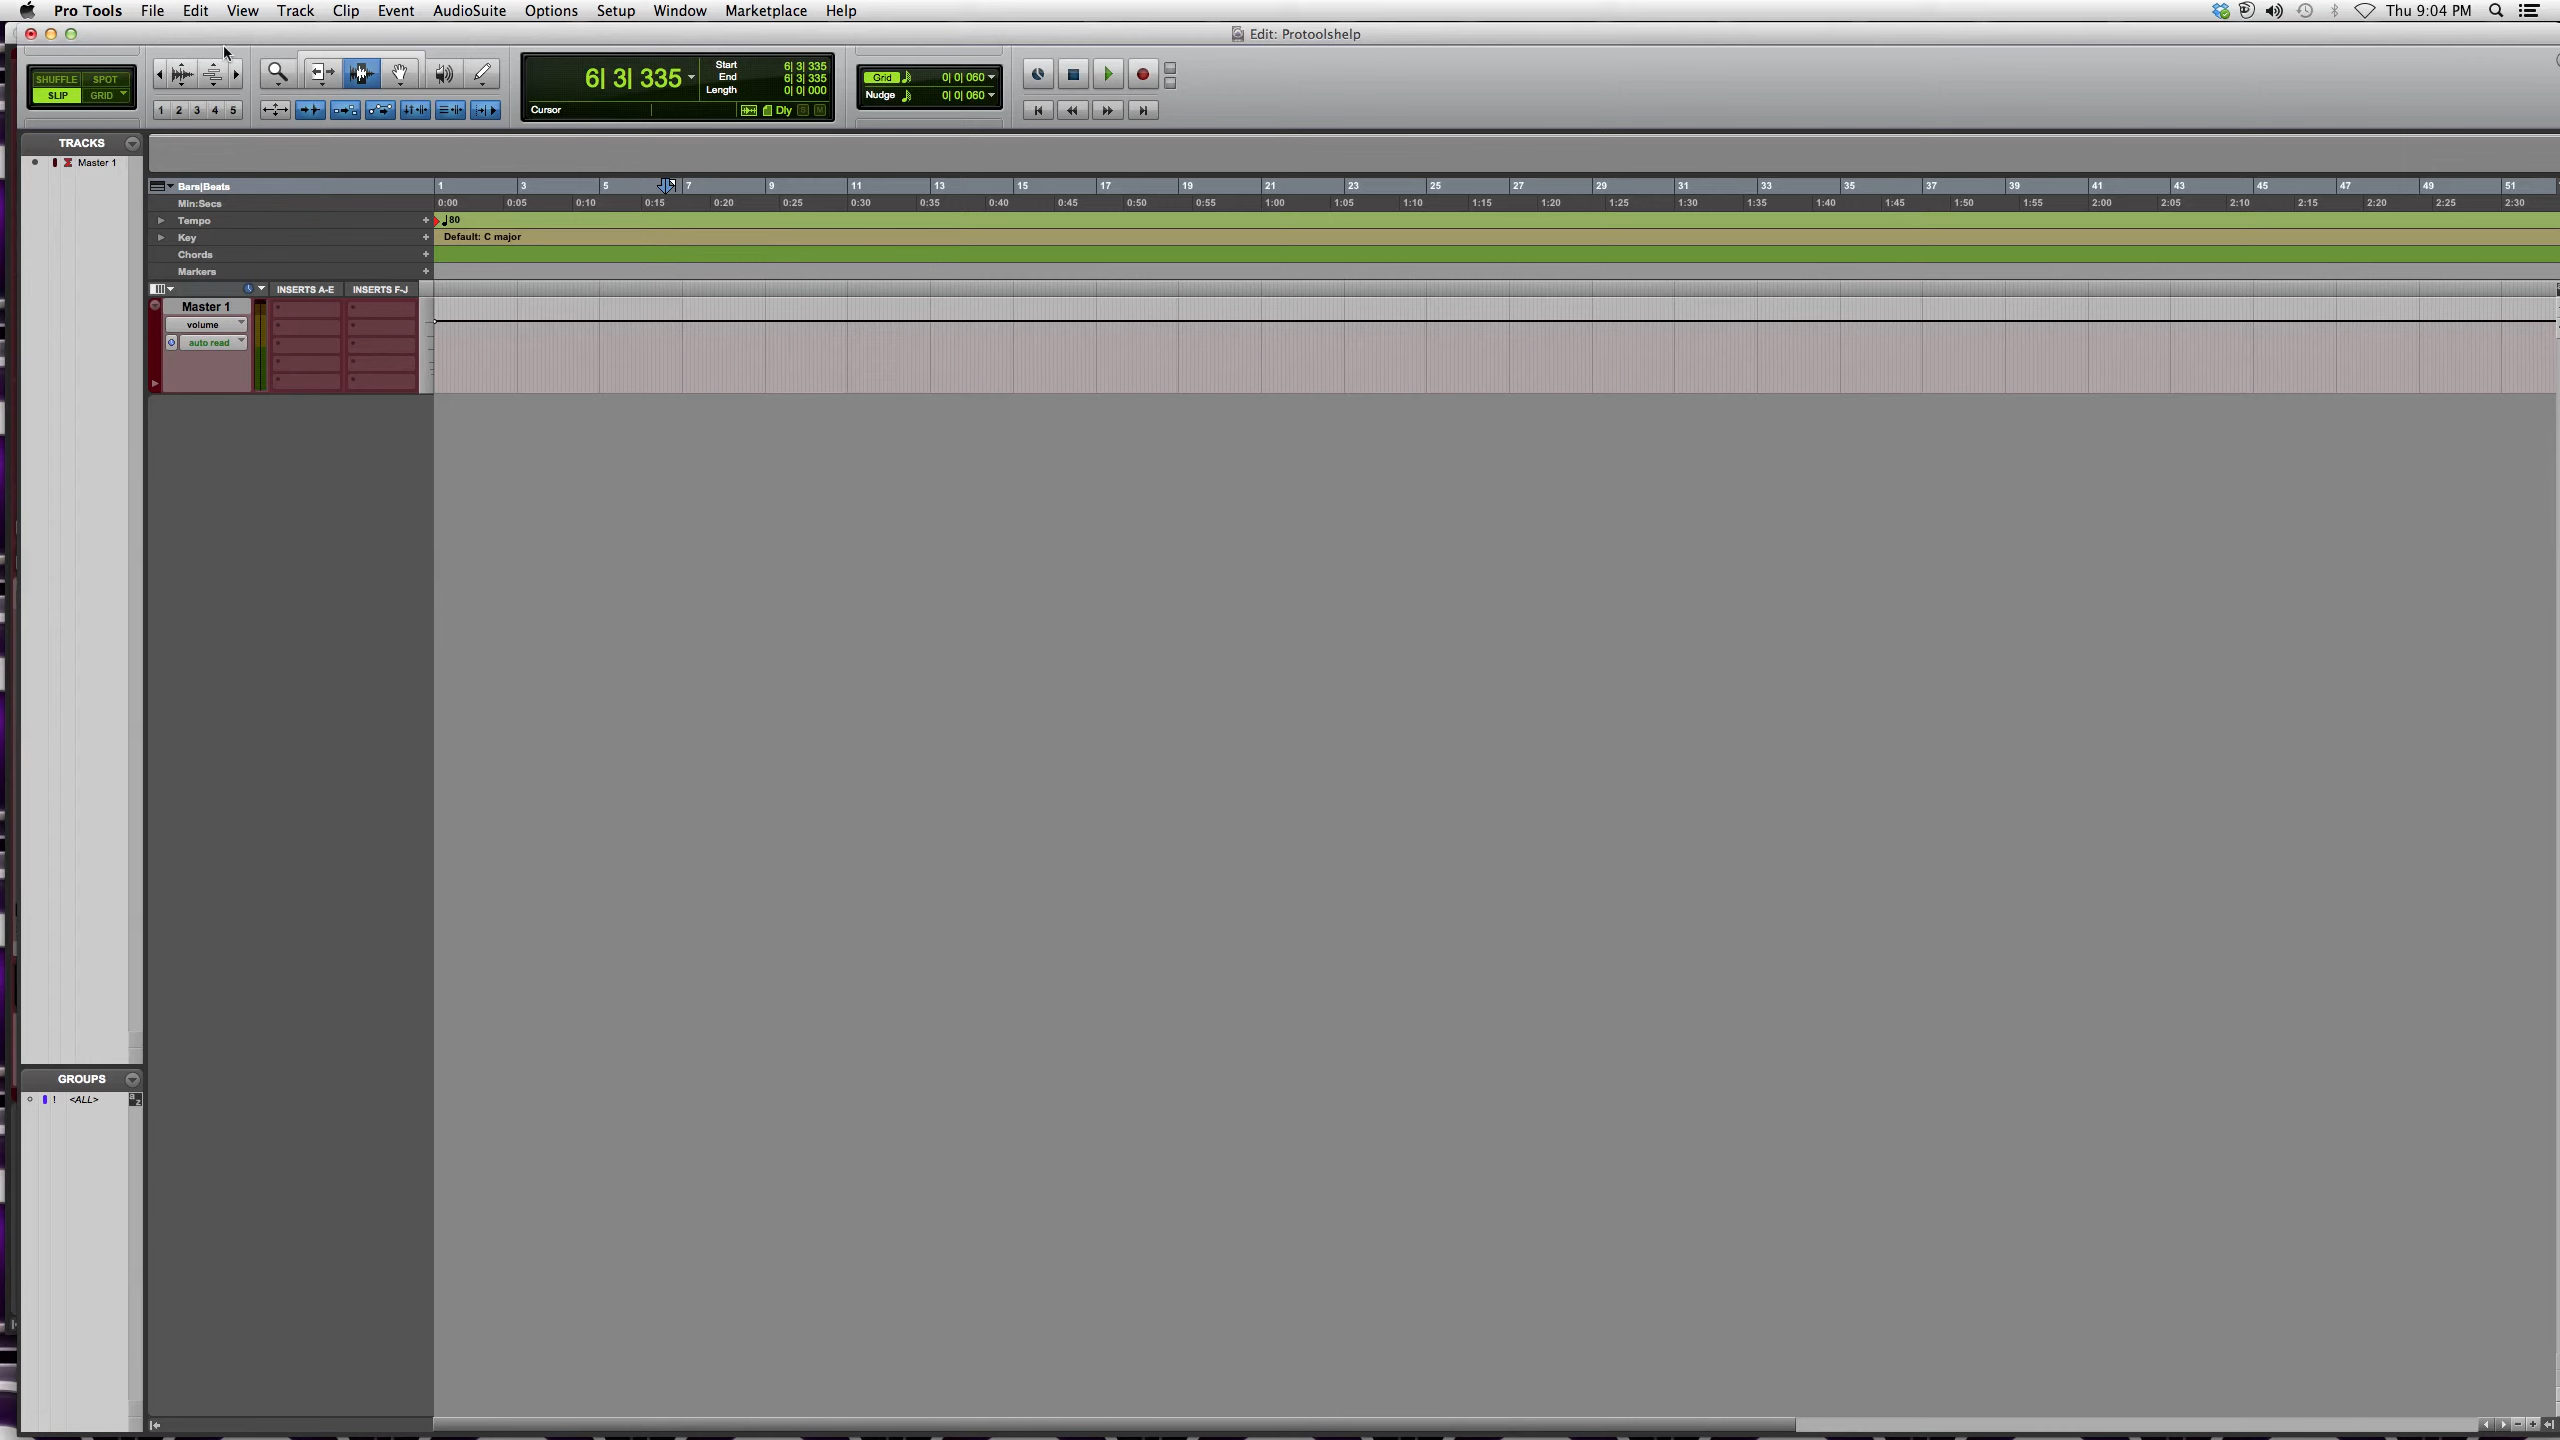 Pro Tools File Edit View Track Clip Event AudioSuite Options Setup Window Marketplace Help Thu 9:04 PM
Edit: Protoolshelp
SHUFFLE SPOT
SLIP GRID
1 2 3 4 5
6| 3| 335
Start 6| 3| 335
End 6| 3| 335
Length 0| 0| 000
Cursor Dly S M
Grid 0| 0| 060
Nudge 0| 0| 060
TRACKS
Master 1
Bars|Beats 1 3 5 7 9 11 13 15 17 19 21 23 25 27 29 31 33 35 37 39 41 43 45 47 49 51
Min:Secs 0:00 0:05 0:10 0:15 0:20 0:25 0:30 0:35 0:40 0:45 0:50 0:55 1:00 1:05 1:10 1:15 1:20 1:25 1:30 1:35 1:40 1:45 1:50 1:55 2:00 2:05 2:10 2:15 2:20 2:25 2:30
Tempo + 80
Key + Default: C major
Chords +
Markers +
INSERTS A-E INSERTS F-J
Master 1
volume
auto read
GROUPS
! <ALL> a z